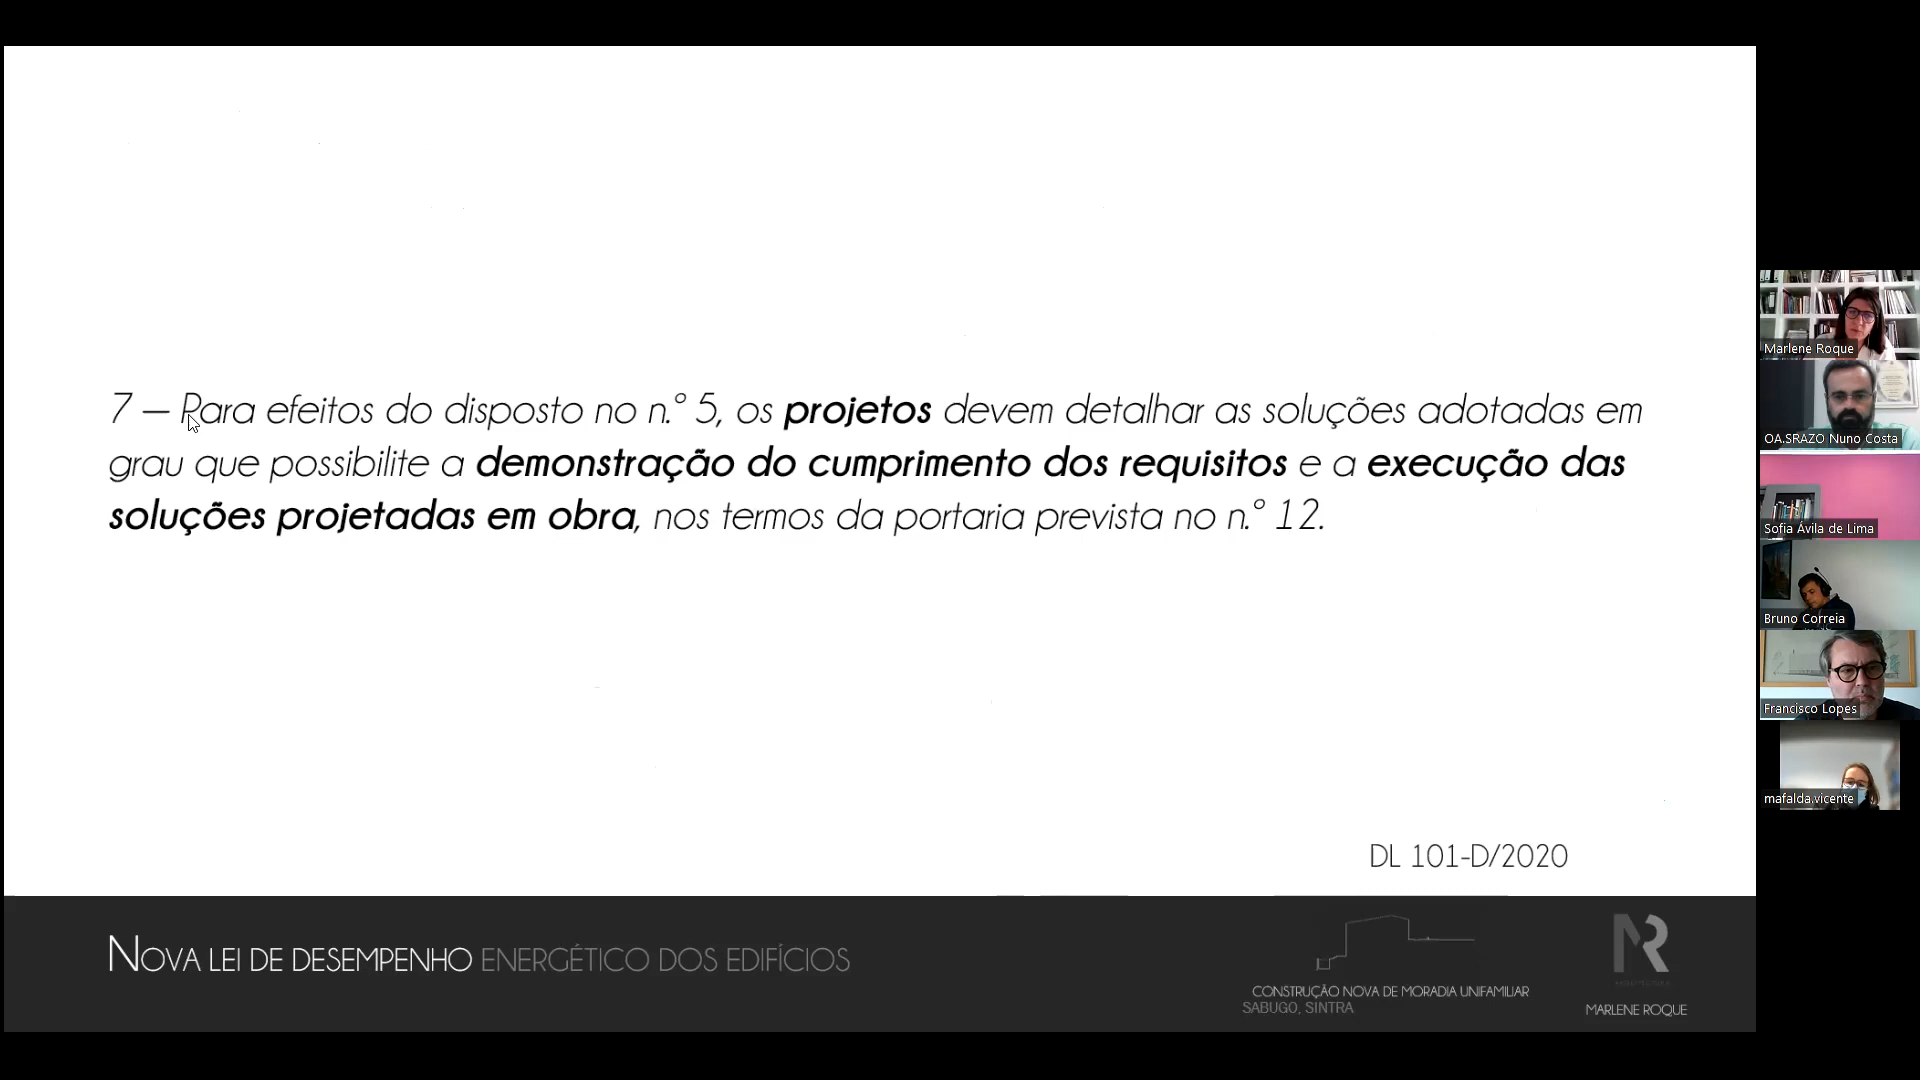 7 – Para efeitos do disposto no n.º 5, os projetos devem detalhar as soluções adotadas em
grau que possibilite a demonstração do cumprimento dos requisitos e a execução das
soluções projetadas em obra, nos termos da portaria prevista no n.º 12.
DL 101-D/2020
NOVA LEI DE DESEMPENHO ENERGÉTICO DOS EDIFÍCIOS
CONSTRUÇÃO NOVA DE MORADIA UNIFAMILIAR
SABUGO, SINTRA
MR
MARLENE ROQUE
Marlene Roque
OA.SRAZO Nuno Costa
Sofia Ávila de Lima
Bruno Correia
Francisco Lopes
mafalda.vicente